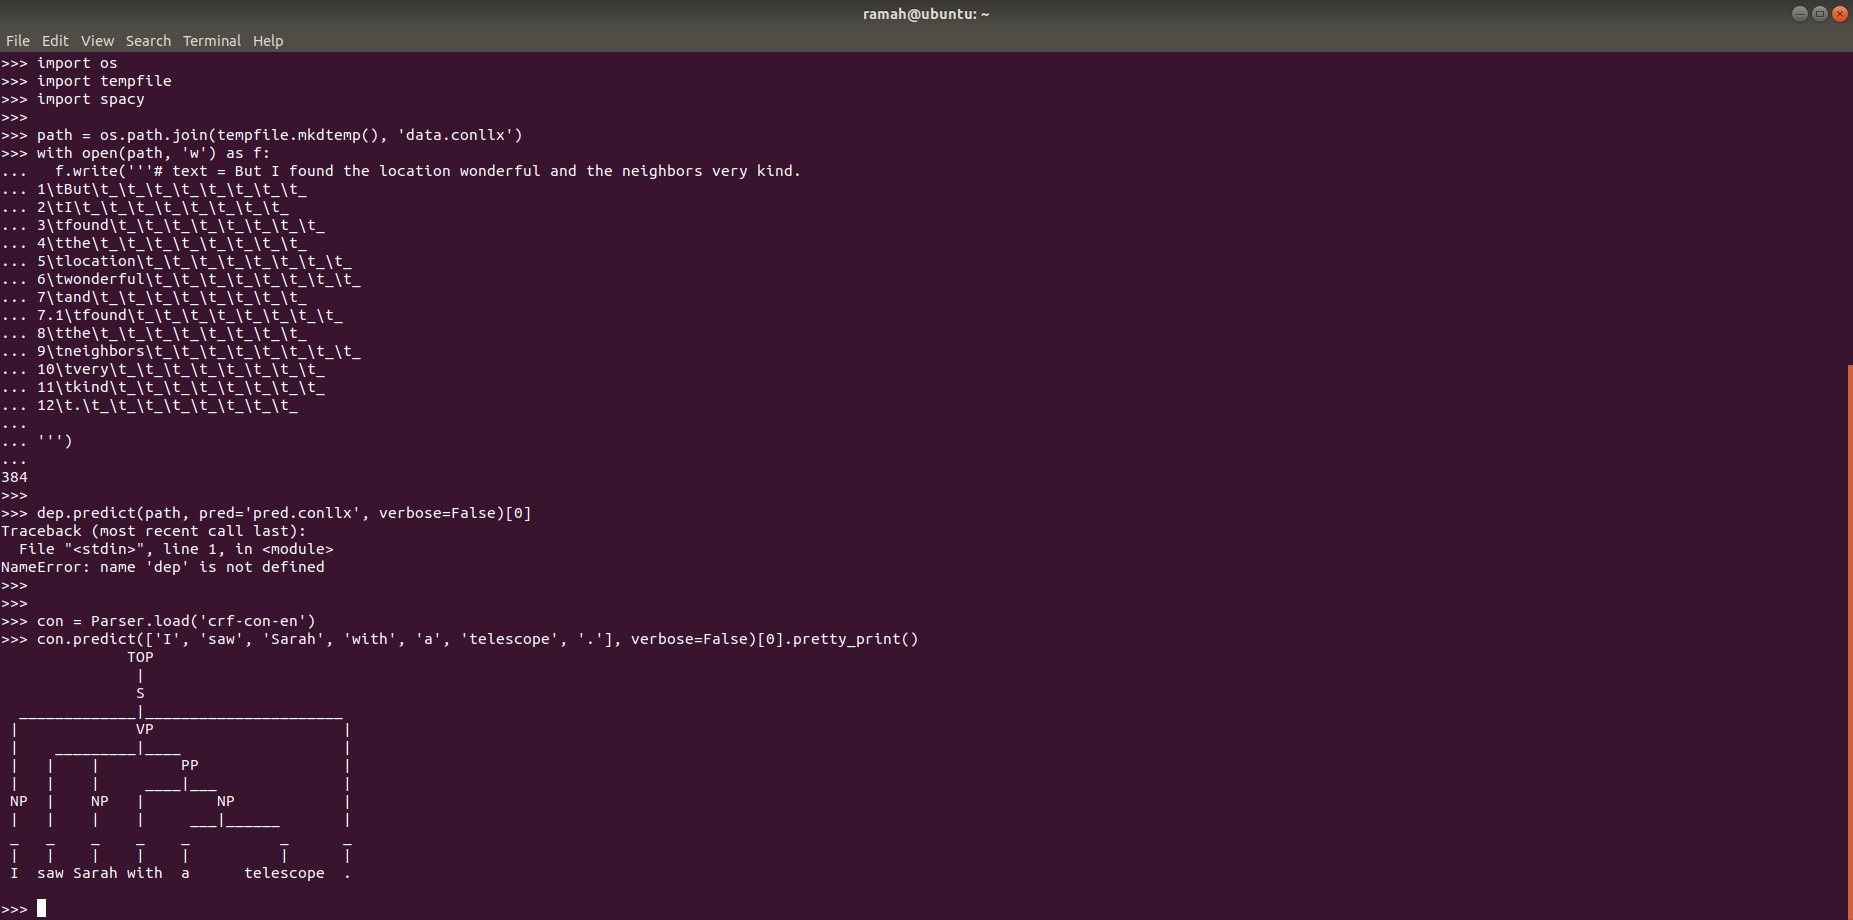 ramah@ubuntu: ~
File Edit View Search Terminal Help
>>> import os
>>> import tempfile
>>> import spacy
>>>
>>> path = os.path.join(tempfile.mkdtemp(), 'data.conllx')
>>> with open(path, 'w') as f:
...   f.write('''# text = But I found the location wonderful and the neighbors very kind.
... 1\tBut\t_\t_\t_\t_\t_\t_\t_\t_
... 2\tI\t_\t_\t_\t_\t_\t_\t_\t_
... 3\tfound\t_\t_\t_\t_\t_\t_\t_\t_
... 4\tthe\t_\t_\t_\t_\t_\t_\t_\t_
... 5\tlocation\t_\t_\t_\t_\t_\t_\t_\t_
... 6\twonderful\t_\t_\t_\t_\t_\t_\t_\t_
... 7\tand\t_\t_\t_\t_\t_\t_\t_\t_
... 7.1\tfound\t_\t_\t_\t_\t_\t_\t_\t_
... 8\tthe\t_\t_\t_\t_\t_\t_\t_\t_
... 9\tneighbors\t_\t_\t_\t_\t_\t_\t_\t_
... 10\tvery\t_\t_\t_\t_\t_\t_\t_\t_
... 11\tkind\t_\t_\t_\t_\t_\t_\t_\t_
... 12\t.\t_\t_\t_\t_\t_\t_\t_\t_
...
... ''')
...
384
>>>
>>> dep.predict(path, pred='pred.conllx', verbose=False)[0]
Traceback (most recent call last):
  File "<stdin>", line 1, in <module>
NameError: name 'dep' is not defined
>>>
>>>
>>> con = Parser.load('crf-con-en')
>>> con.predict(['I', 'saw', 'Sarah', 'with', 'a', 'telescope', '.'], verbose=False)[0].pretty_print()
              TOP
               |
               S
  _____________|______________________
 |             VP                     |
 |    _________|____                  |
 |   |    |         PP                |
 |   |    |     ____|___              |
 NP  |    NP   |        NP            |
 |   |    |    |     ___|______       |
 _   _    _    _    _          _      _
 |   |    |    |    |          |      |
 I  saw Sarah with  a      telescope  .
>>>